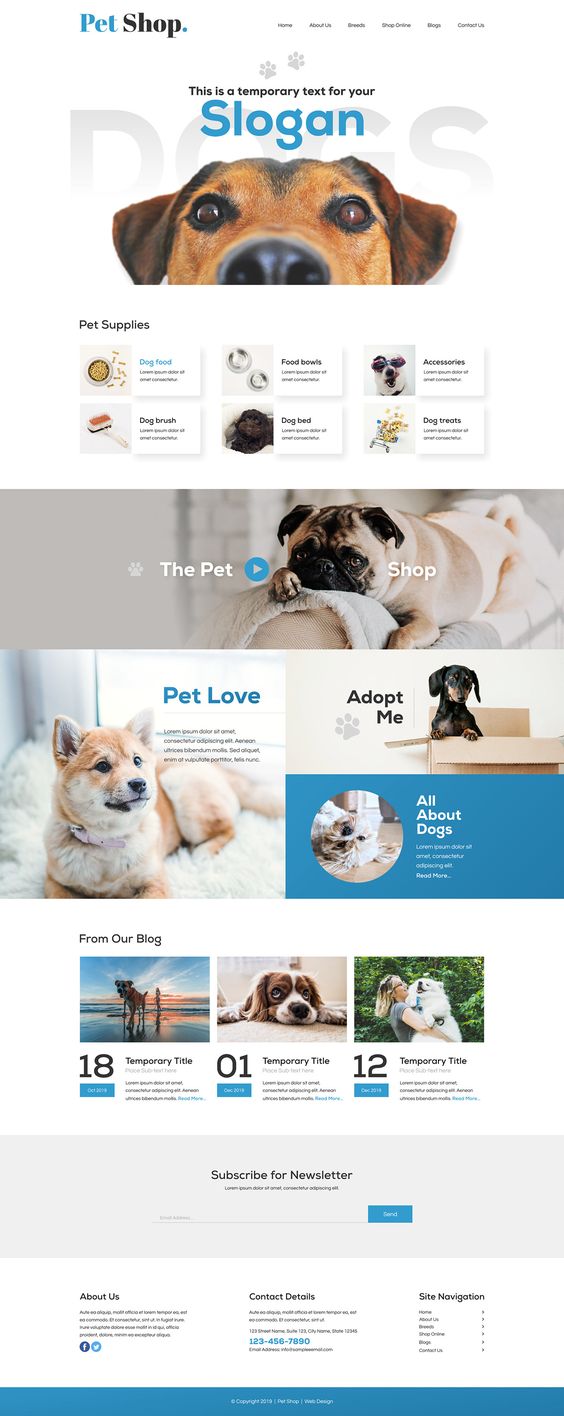 Pet Shop.
Home
About Us
Breeds
Shop Online
Blogs
Contact Us
DOGS
This is a temporary text for your
Slogan
Pet Supplies
Dog food
Lorem ipsum dolor sit
amet consectetur.
Food bowls
Lorem ipsum dolor sit
amet consectetur.
Accessories
Lorem ipsum dolor sit
amet consectetur.
Dog brush
Lorem ipsum dolor sit
amet consectetur.
Dog bed
Lorem ipsum dolor sit
amet consectetur.
Dog treats
Lorem ipsum dolor sit
amet consectetur.
The Pet Shop
Pet Love
Lorem ipsum dolor sit amet,
consectetur adipiscing elit. Aenean
ultrices bibendum mollis. Sed aliquet,
enim at vulputate porttitor, felis nunc.
Adopt
Me
All
About
Dogs
Lorem ipsum dolor sit
amet, consectetur
adipiscing elit.
Read More...
From Our Blog
18
Oct 2019
Temporary Title
Place Sub-text here
Lorem ipsum dolor sit amet,
consectetur adipiscing elit. Aenean
ultrices bibendum mollis. Read More...
01
Dec 2019
Temporary Title
Place Sub-text here
Lorem ipsum dolor sit amet,
consectetur adipiscing elit. Aenean
ultrices bibendum mollis. Read More...
12
Dec 2019
Temporary Title
Place Sub-text here
Lorem ipsum dolor sit amet,
consectetur adipiscing elit. Aenean
ultrices bibendum mollis. Read More...
Subscribe for Newsletter
Lorem ipsum dolor sit amet, consectetur adipiscing elit.
Email Address...
Send
About Us
Aute ea aliquip, mollit officia et lorem tempor, ea
ea commodo. Et consectetur, sint ut. In fugiat irure.
Irure voluptate dolore esse in mollit dolor, officia
proident, dolore, minim ea excepteur aliqua.
Contact Details
Aute ea aliquip, mollit officia et lorem tempor, ea
ea commodo. Et consectetur, sint ut.
123 Street Name, Suite 123, City Name, State 12345
123-456-7890
Email Address: info@sampleeemail.com
Site Navigation
Home
About Us
Breeds
Shop Online
Blogs
Contact Us
© Copyright 2019 | Pet Shop | Web Design